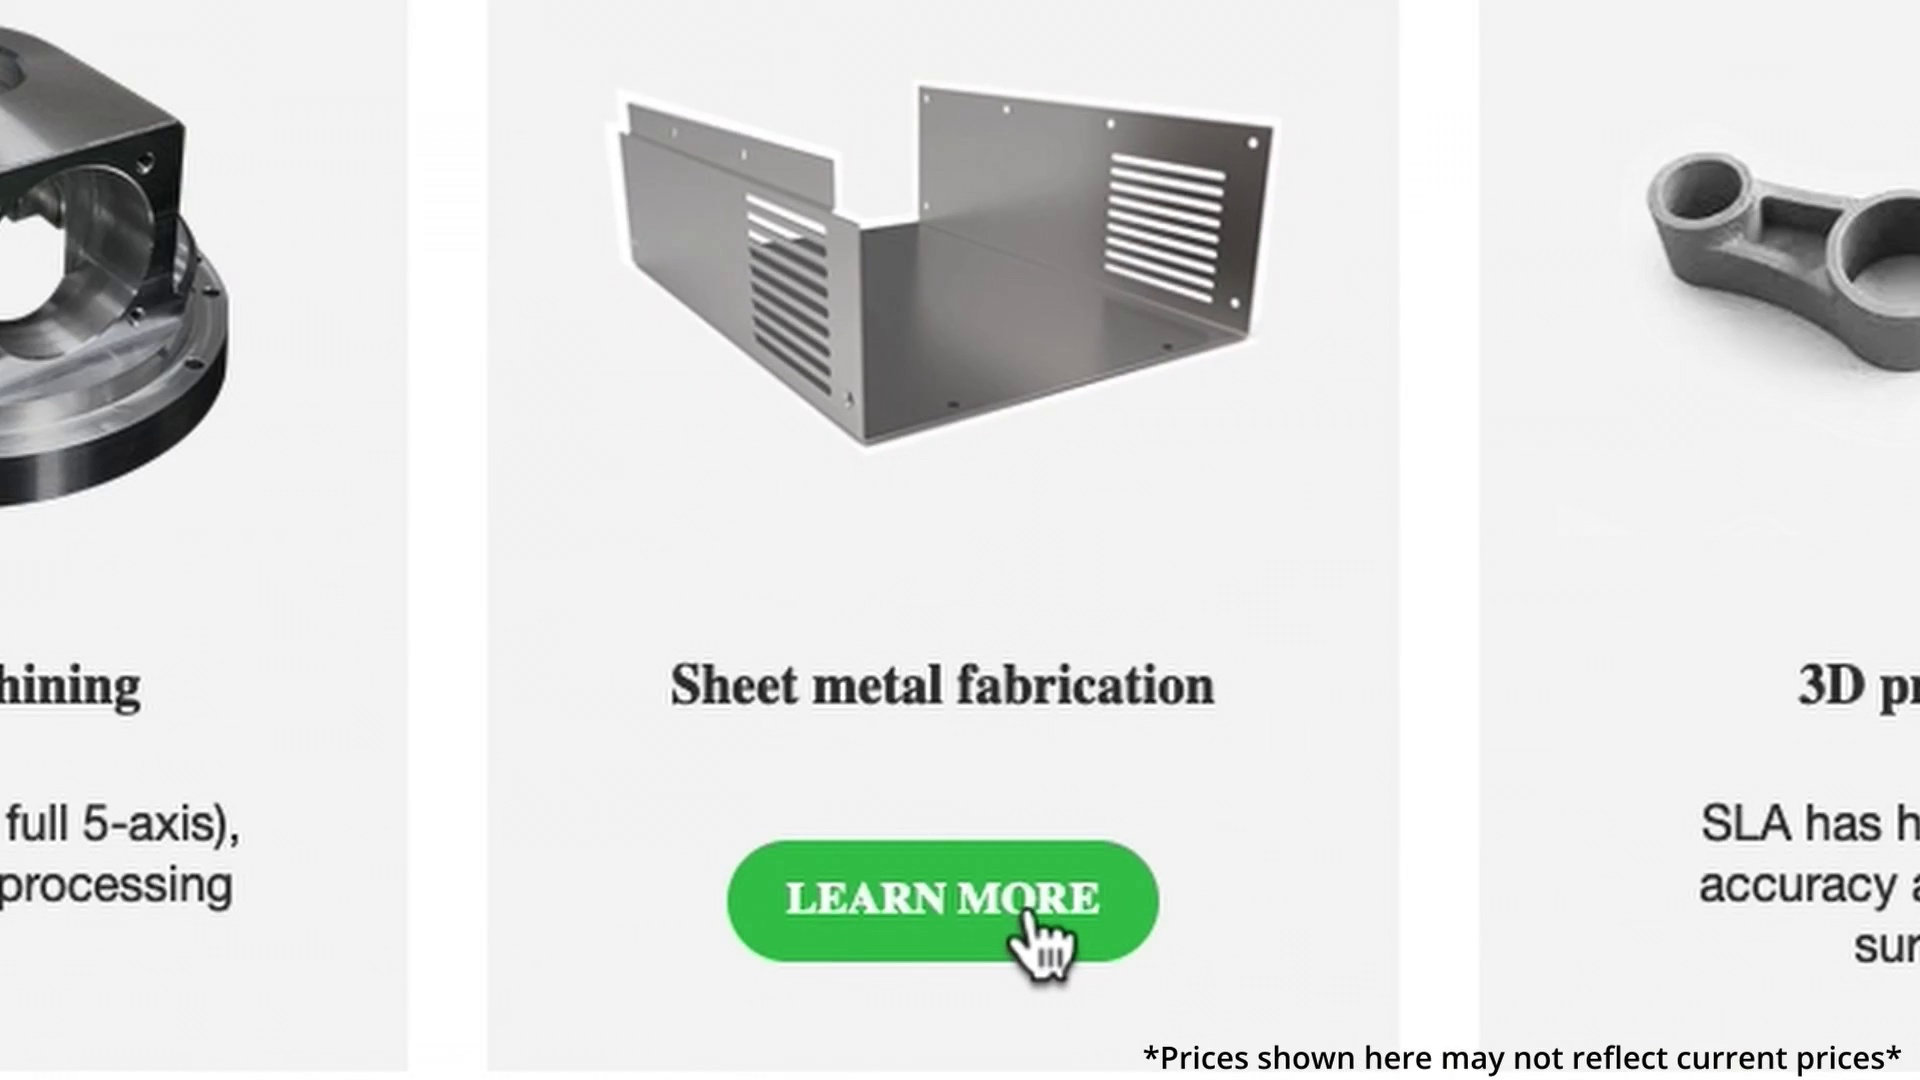 hining
full 5-axis),
processing
Sheet metal fabrication
LEARN MORE
3D pr
SLA has h
accuracy a
sur
*Prices shown here may not reflect current prices*